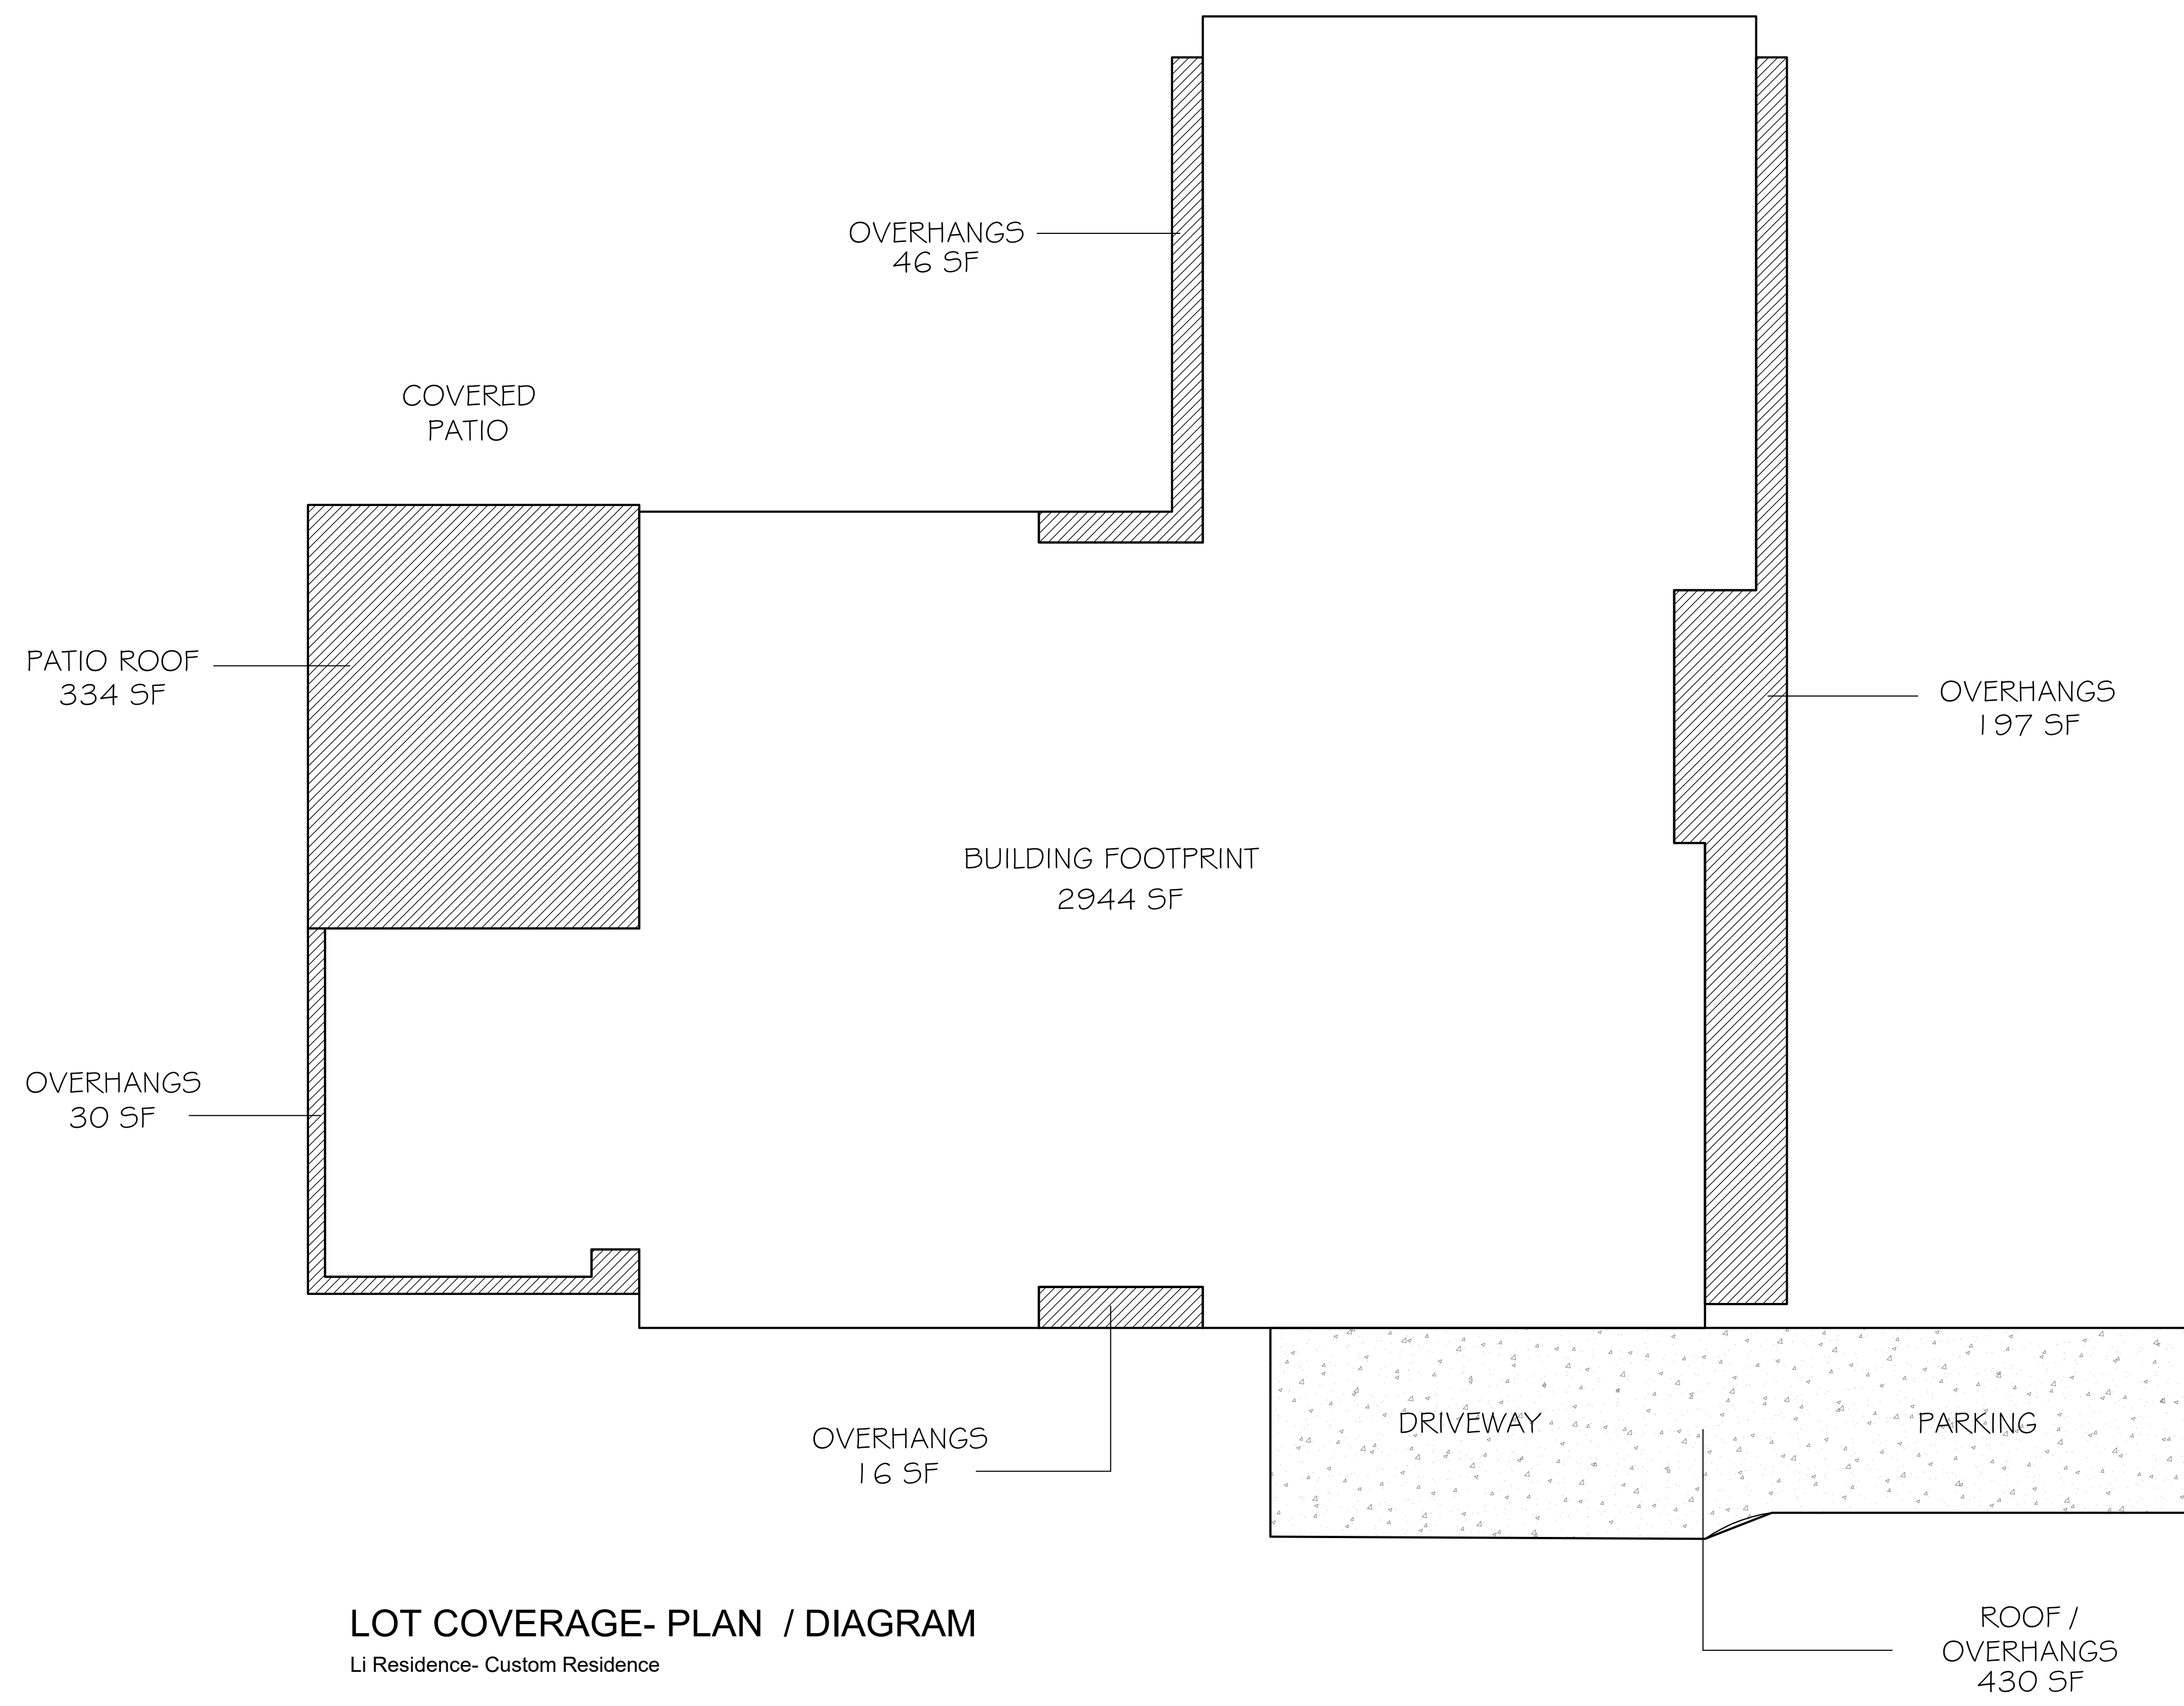 OVERHANGS
46 SF
COVERED
PATIO
PATIO ROOF
334 SF
OVERHANGS
197 SF
BUILDING FOOTPRINT
2944 SF
OVERHANGS
30 SF
DRIVEWAY
PARKING
OVERHANGS
16 SF
LOT COVERAGE- PLAN / DIAGRAM
Li Residence- Custom Residence
ROOF /
OVERHANGS
430 SF